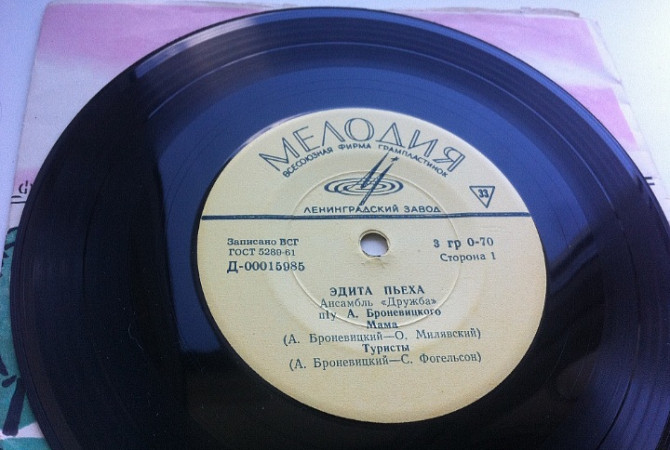 МЕЛОДИЯ
ВСЕСОЮЗНАЯ ФИРМА ГРАМПЛАСТИНОК
33
ЛЕНИНГРАДСКИЙ ЗАВОД
Записано ВСГ
ГОСТ 5289-61
Д-00015985
3 гр 0-70
Сторона 1
ЭДИТА ПЬЕХА
Ансамбль «Дружба»
п/у А. Броневицкого
Мама
(А. Броневицкий—О. Милявский)
Туристы
(А. Броневицкий—С. Фогельсон)